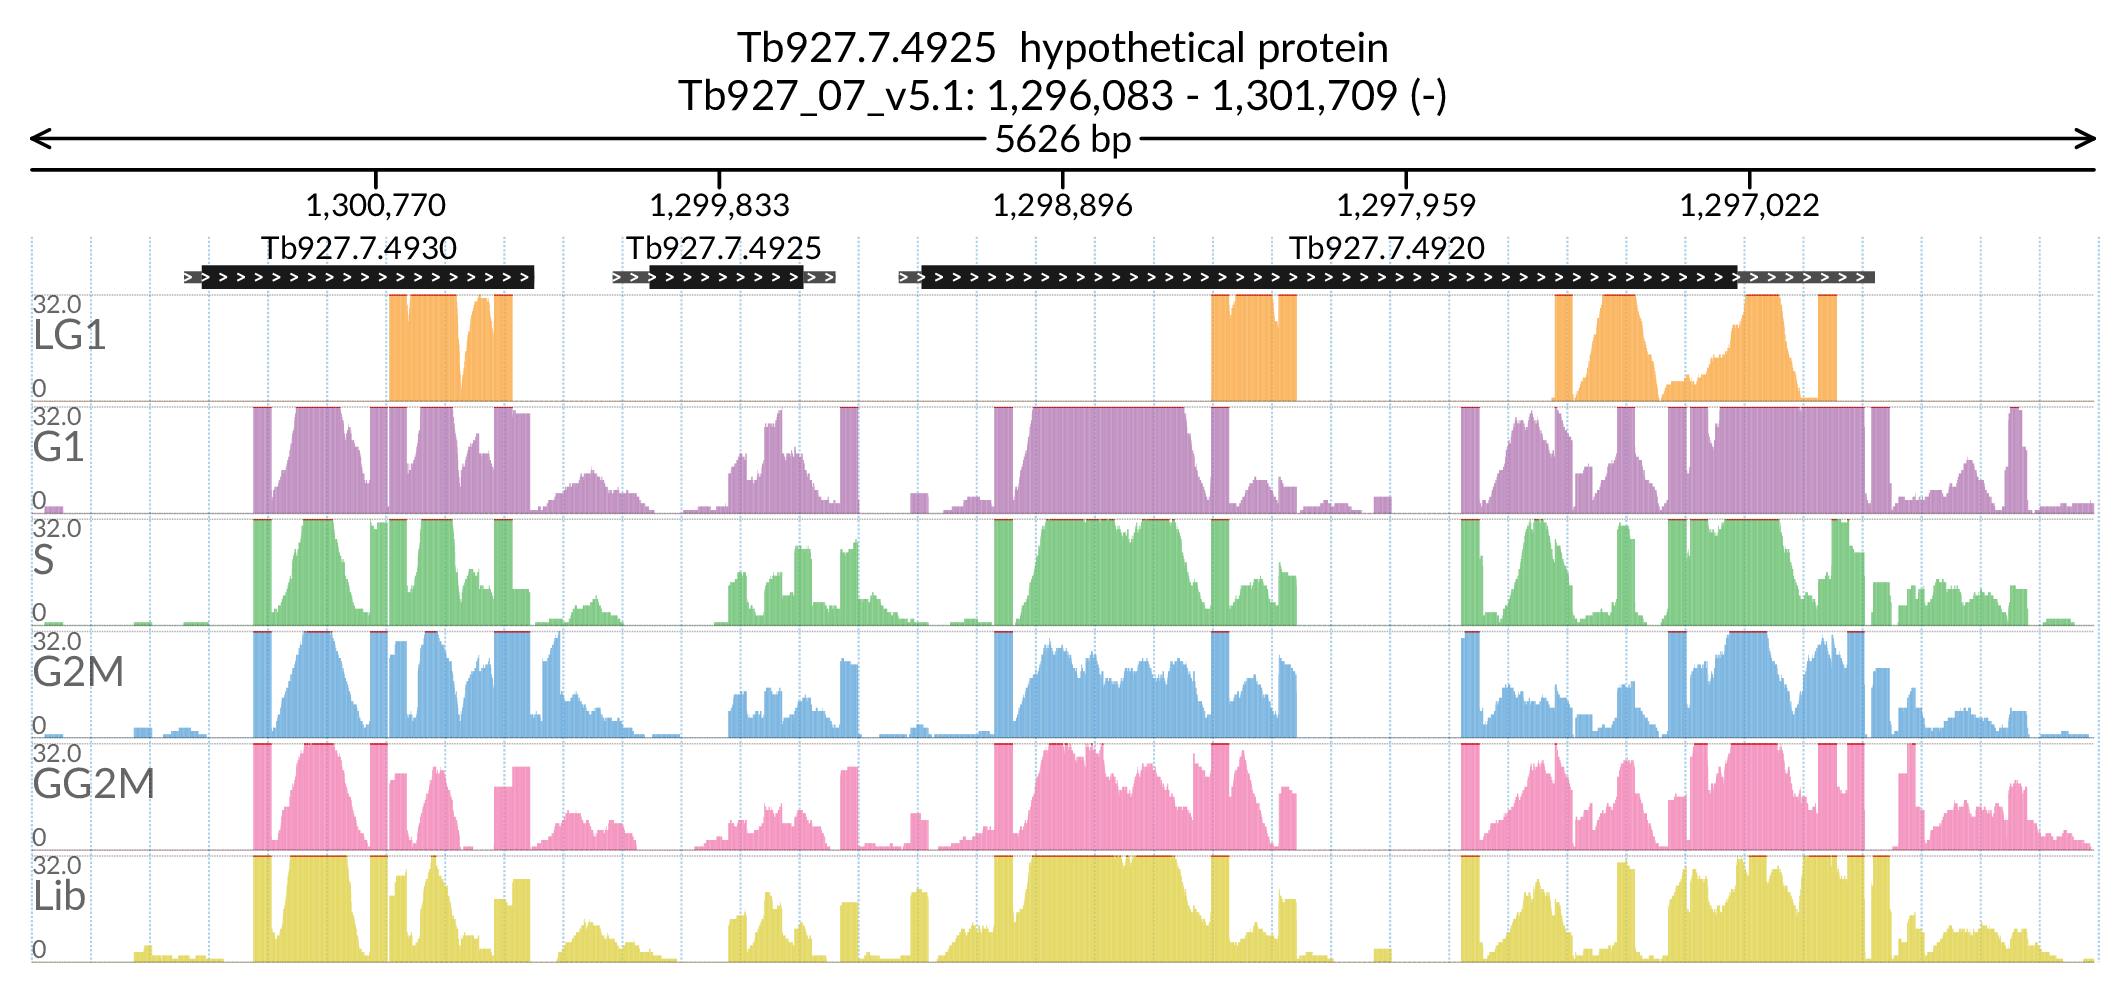 Tb927.7.4925  hypothetical protein
Tb927_07_v5.1: 1,296,083 - 1,301,709 (-)
5626 bp
1,300,770 1,299,833 1,298,896 1,297,959 1,297,022
Tb927.7.4930 Tb927.7.4925 Tb927.7.4920
32.0
LG1
0
32.0
G1
0
32.0
S
0
32.0
G2M
0
32.0
GG2M
0
32.0
Lib
0